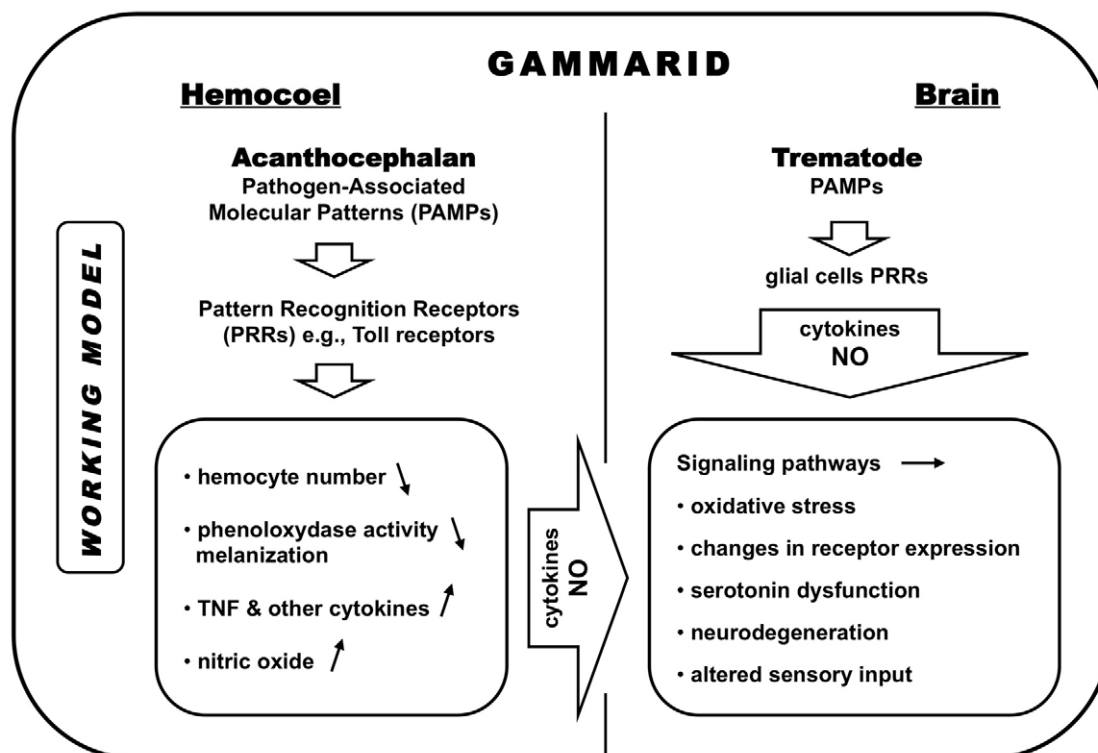 GAMMARID
Hemocoel
Acanthocephalan
Pathogen-Associated
Molecular Patterns (PAMPs)
Pattern Recognition Receptors
(PRRs) e.g., Toll receptors
• hemocyte number
• phenoloxydase activity
melanization
• TNF & other cytokines
• nitric oxide
WORKING MODEL
cytokines
NO
Brain
Trematode
PAMPs
glial cells PRRs
cytokines
NO
Signaling pathways
• oxidative stress
• changes in receptor expression
• serotonin dysfunction
• neurodegeneration
• altered sensory input